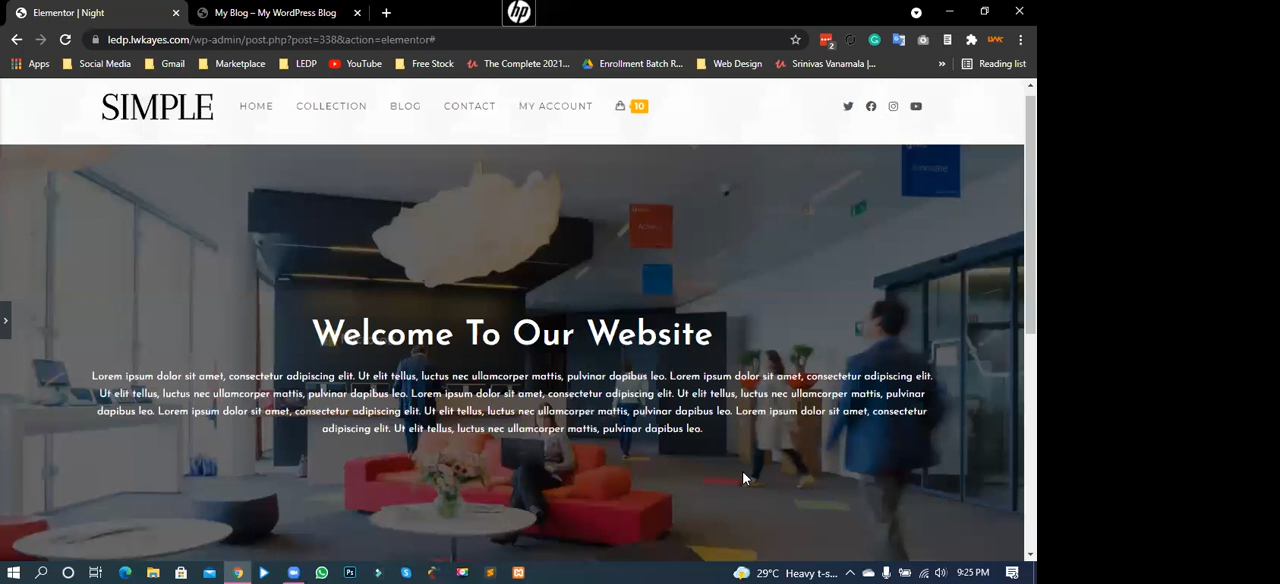 Elementor | Night
My Blog – My WordPress Blog
hp
ledp.lwkayes.com/wp-admin/post.php?post=338&action=elementor#
2
Apps
Social Media
Gmail
Marketplace
LEDP
YouTube
Free Stock
The Complete 2021...
Enrollment Batch R...
Web Design
Srinivas Vanamala |...
»
Reading list
SIMPLE
HOME
COLLECTION
BLOG
CONTACT
MY ACCOUNT
10
Welcome To Our Website
Lorem ipsum dolor sit amet, consectetur adipiscing elit. Ut elit tellus, luctus nec ullamcorper mattis, pulvinar dapibus leo. Lorem ipsum dolor sit amet, consectetur adipiscing elit.
Ut elit tellus, luctus nec ullamcorper mattis, pulvinar dapibus leo. Lorem ipsum dolor sit amet, consectetur adipiscing elit. Ut elit tellus, luctus nec ullamcorper mattis, pulvinar
dapibus leo. Lorem ipsum dolor sit amet, consectetur adipiscing elit. Ut elit tellus, luctus nec ullamcorper mattis, pulvinar dapibus leo. Lorem ipsum dolor sit amet, consectetur
adipiscing elit. Ut elit tellus, luctus nec ullamcorper mattis, pulvinar dapibus leo.
Ps
29°C Heavy t-s...
9:25 PM